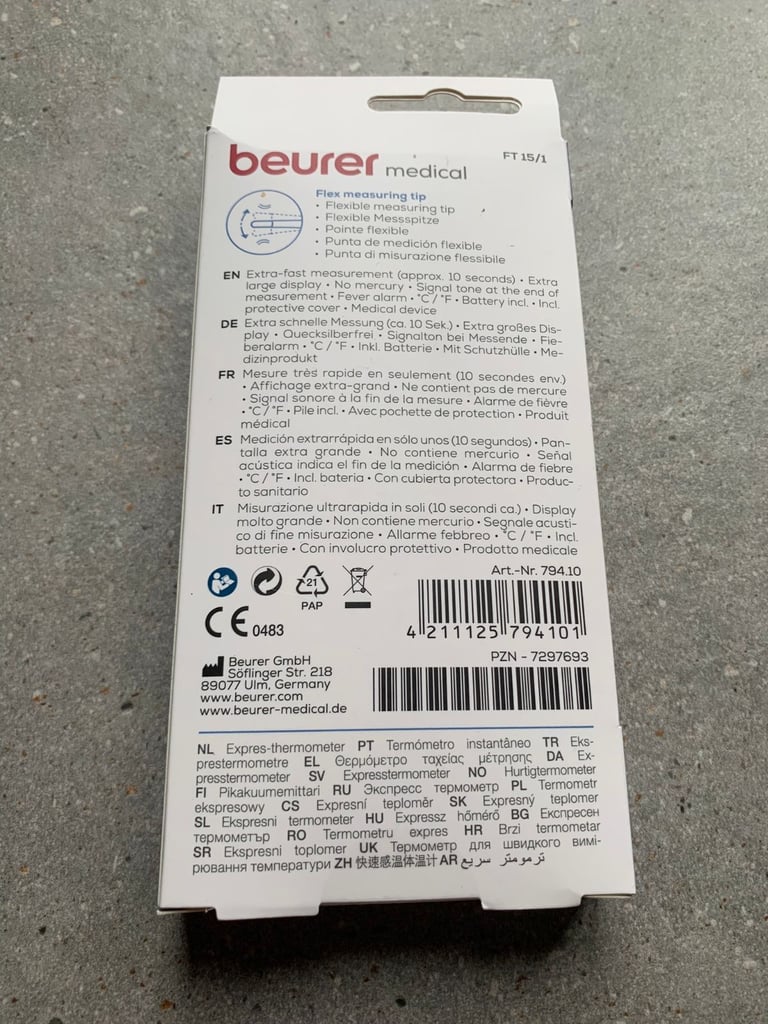 beurer medical
FT 15/1
Flex measuring tip
• Flexible measuring tip
• Flexible Messspitze
• Pointe flexible
• Punta de medición flexible
• Punta di misurazione flessibile
EN Extra-fast measurement (approx. 10 seconds) • Extra
large display • No mercury • Signal tone at the end of
measurement • Fever alarm • °C / °F • Battery incl. • Incl.
protective cover • Medical device
DE Extra schnelle Messung (ca. 10 Sek.) • Extra großes Dis-
play • Quecksilberfrei • Signalton bei Messende • Fie-
beralarm • °C / °F • Inkl. Batterie • Mit Schutzhülle • Me-
dizinprodukt
FR Mesure très rapide en seulement (10 secondes env.)
• Affichage extra-grand • Ne contient pas de mercure
• Signal sonore à la fin de la mesure • Alarme de fièvre
• °C / °F • Pile incl. • Avec pochette de protection • Produit
médical
ES Medición extrarrápida en sólo unos (10 segundos) • Pan-
talla extra grande • No contiene mercurio • Señal
acústica indica el fin de la medición • Alarma de fiebre
• °C / °F • Incl. bateria • Con cubierta protectora • Produc-
to sanitario
IT Misurazione ultrarapida in soli (10 secondi ca.) • Display
molto grande • Non contiene mercurio • Segnale acusti-
co di fine misurazione • Allarme febbreo • °C / °F • Incl.
batterie • Con involucro protettivo • Prodotto medicale
Art.-Nr. 794.10
21
PAP
CE 0483
4 211125 794101
PZN - 7297693
Beurer GmbH
Söflinger Str. 218
89077 Ulm, Germany
www.beurer.com
www.beurer-medical.de
NL Expres-thermometer PT Termómetro instantâneo TR Eks-
prestermometre EL Θερμόμετρο ταχείας μέτρησης DA Ex-
presstermometer SV Expresstermometer NO Hurtigtermometer
FI Pikakuumemittari RU Экспресс термометр PL Termometr
ekspresowy CS Expresní teploměr SK Expresný teplomer
SL Ekspresni termometer HU Expressz hőmérő BG Експресен
термометър RO Termometru expres HR Brzi termometar
SR Ekspresni toplomer UK Термометр для швидкого вимі-
рювання температури ZH 快速感温体温计 AR ترمومتر سريع